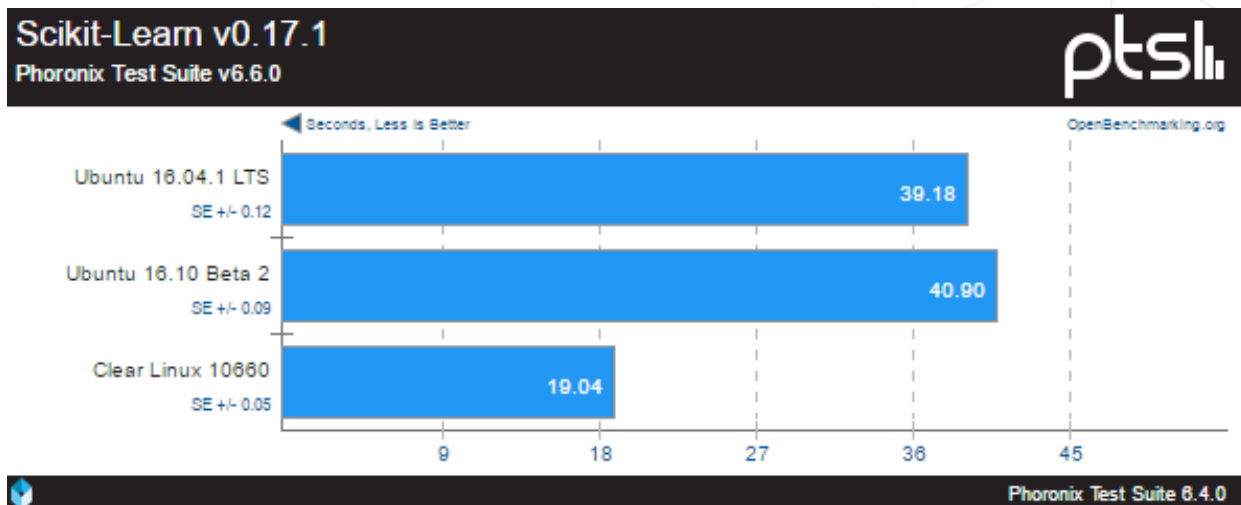 Scikit-Learn v0.17.1
Phoronix Test Suite v6.6.0
ptsl
Seconds, Less Is Better
OpenBenchmarking.org
Ubuntu 16.04.1 LTS
SE +/- 0.12
39.18
Ubuntu 16.10 Beta 2
SE +/- 0.09
40.90
Clear Linux 10660
SE +/- 0.05
19.04
9 18 27 36 45
Phoronix Test Suite 6.4.0